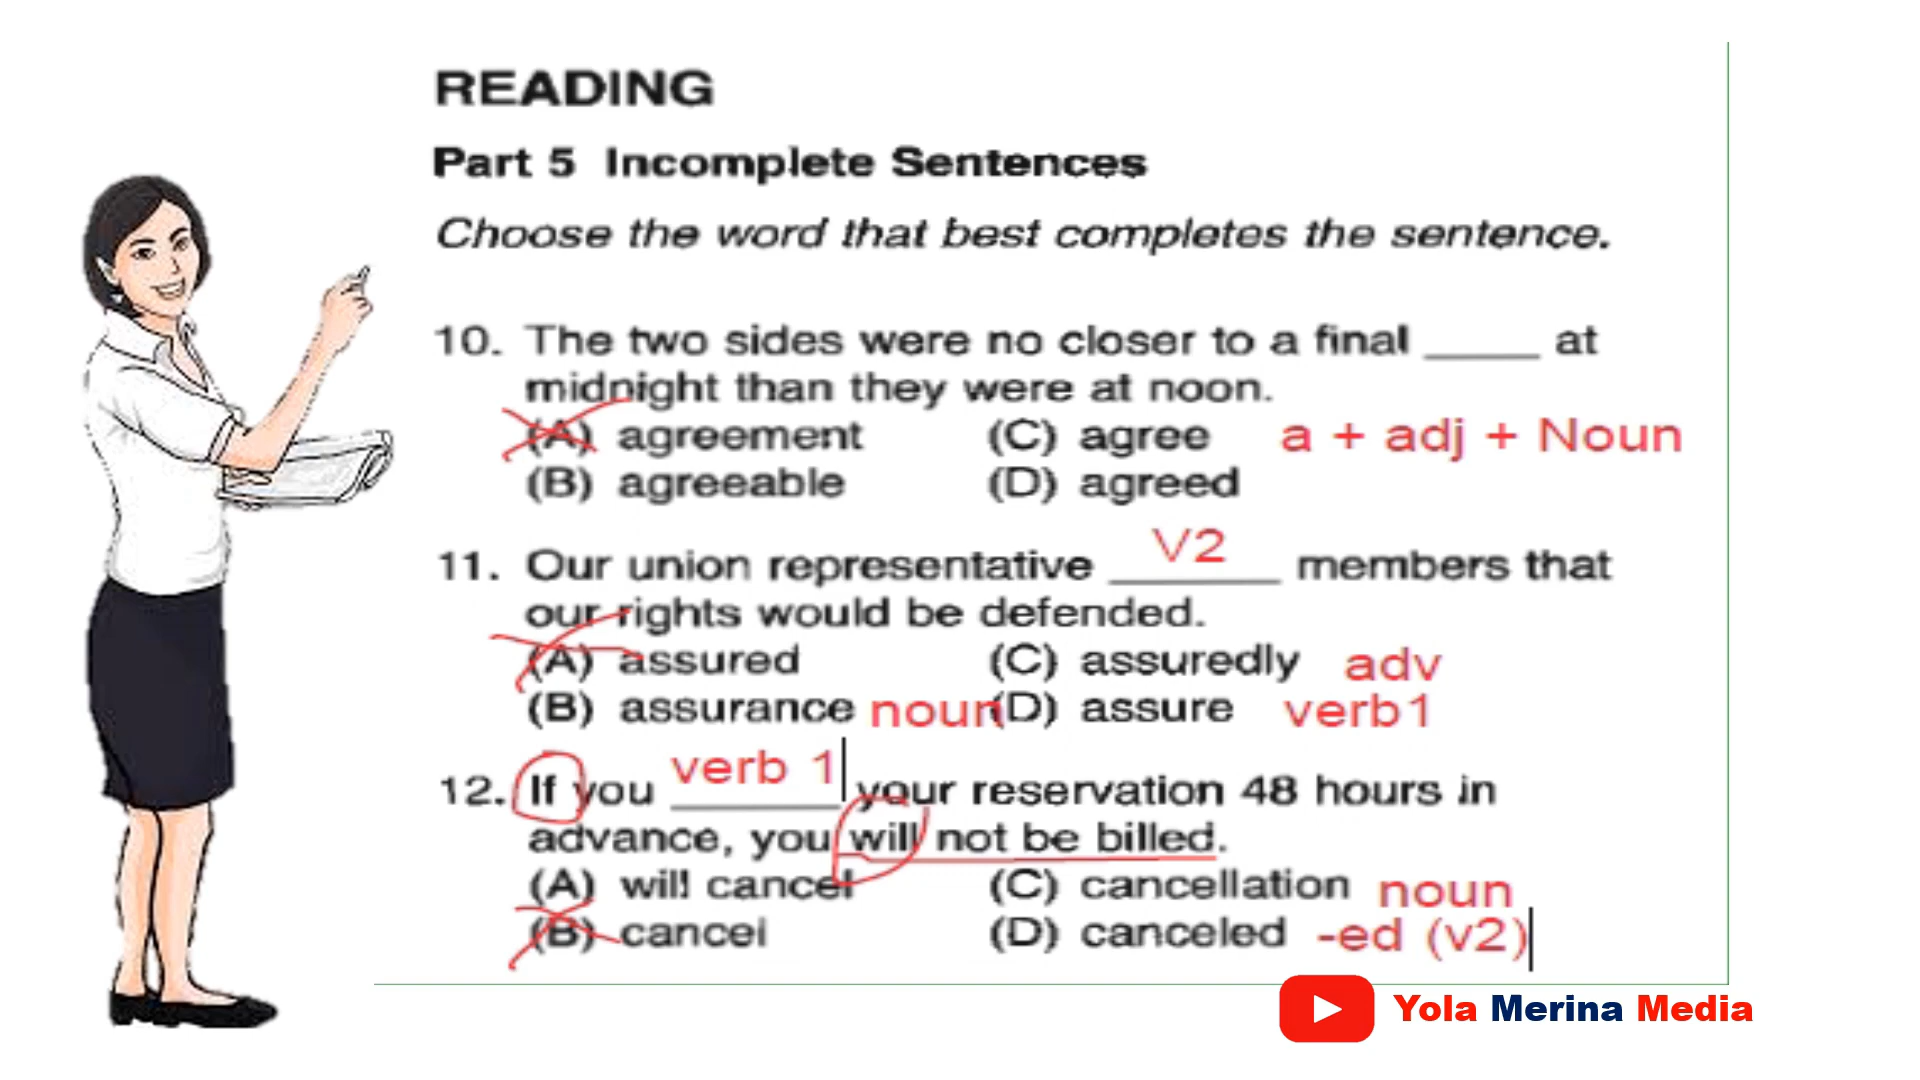 READING
Part 5 Incomplete Sentences
Choose the word that best completes the sentence.
10. The two sides were no closer to a final _____ at
midnight than they were at noon.
(A) agreement (C) agree a + adj + Noun
(B) agreeable (D) agreed
V2
11. Our union representative _______ members that
our rights would be defended.
(A) assured (C) assuredly adv
(B) assurance noun (D) assure verb1
verb 1
12. If you _______ your reservation 48 hours in
advance, you will not be billed.
(A) will cancel (C) cancellation noun
(B) cancel (D) canceled -ed (v2)
Yola Merina Media